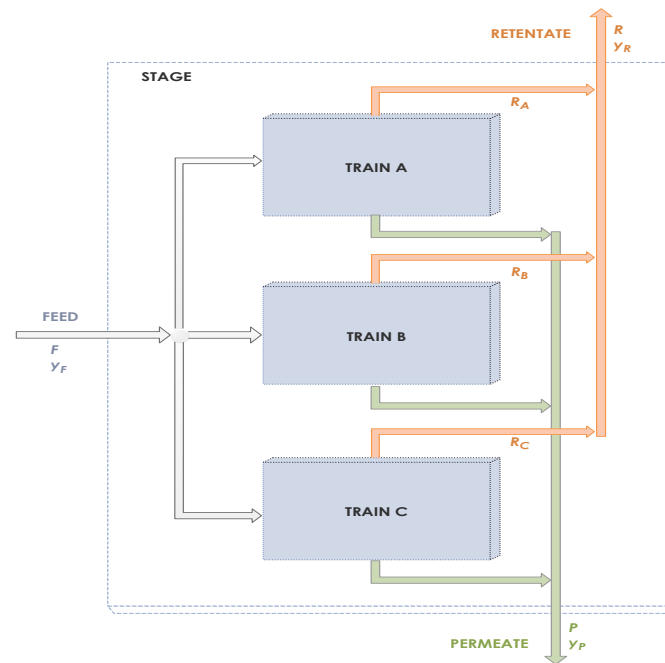 RETENTATE
R
yR
STAGE
RA
TRAIN A
RB
FEED
F
yF
TRAIN B
RC
TRAIN C
PERMEATE
P
yP